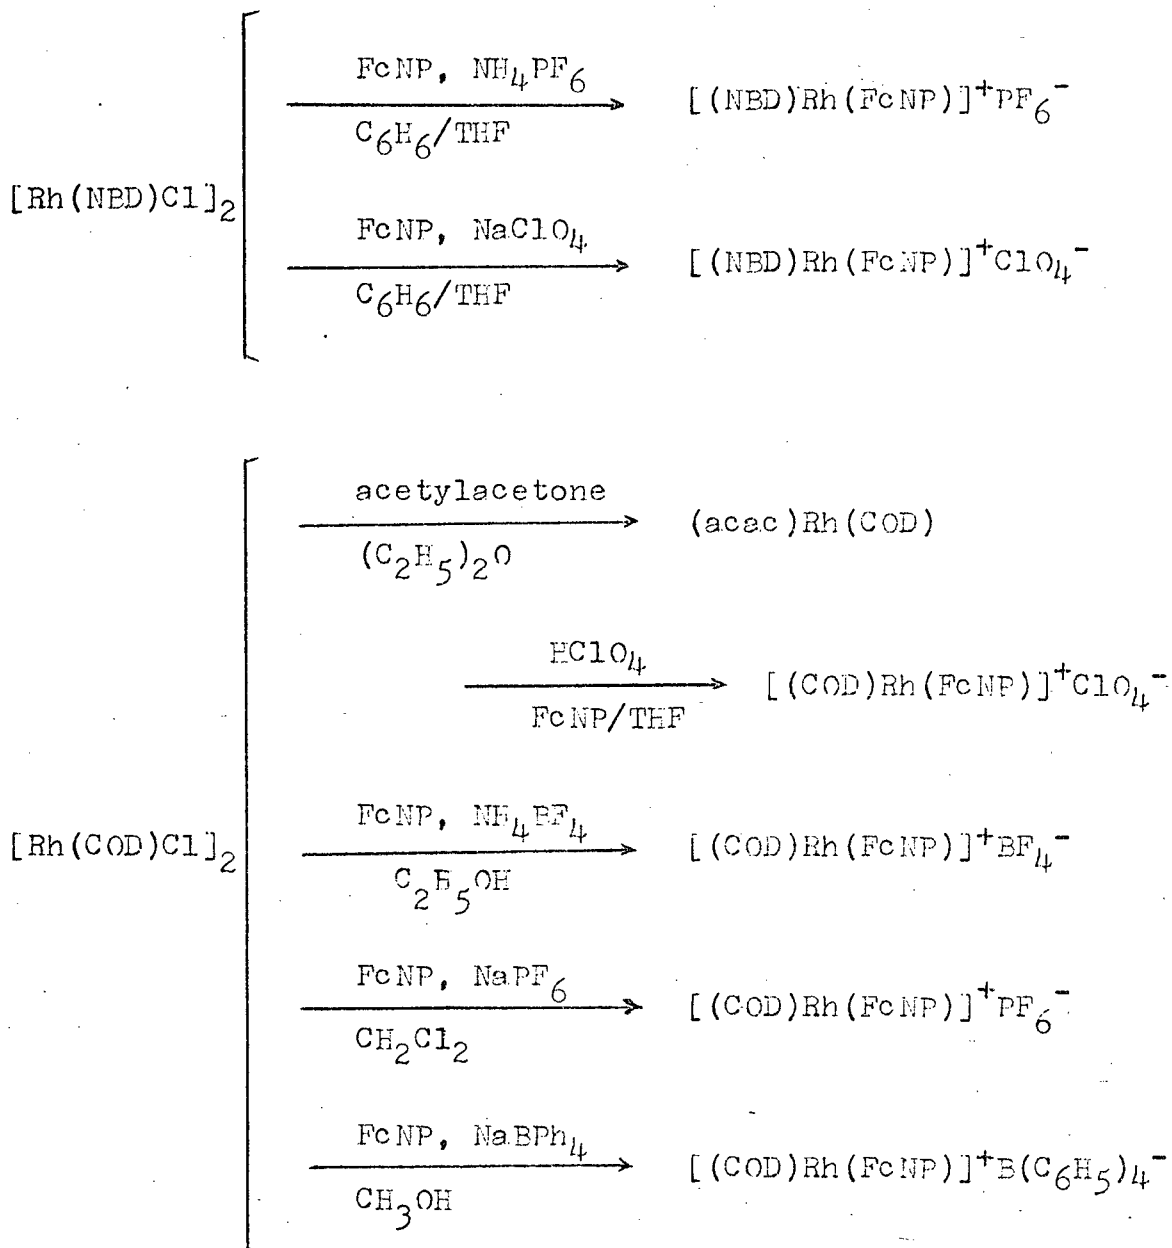 FcNP, NH₄PF₆
C₆H₆/THF
[(NBD)Rh(FcNP)]⁺PF₆⁻
[Rh(NBD)Cl]₂
FcNP, NaClO₄
C₆H₆/THF
[(NBD)Rh(FcNP)]⁺ClO₄⁻
acetylacetone
(C₂H₅)₂O
(acac)Rh(COD)
HClO₄
FcNP/THF
[(COD)Rh(FcNP)]⁺ClO₄⁻
[Rh(COD)Cl]₂
FcNP, NH₄BF₄
C₂H₅OH
[(COD)Rh(FcNP)]⁺BF₄⁻
FcNP, NaPF₆
CH₂Cl₂
[(COD)Rh(FcNP)]⁺PF₆⁻
FcNP, NaBPh₄
CH₃OH
[(COD)Rh(FcNP)]⁺B(C₆H₅)₄⁻